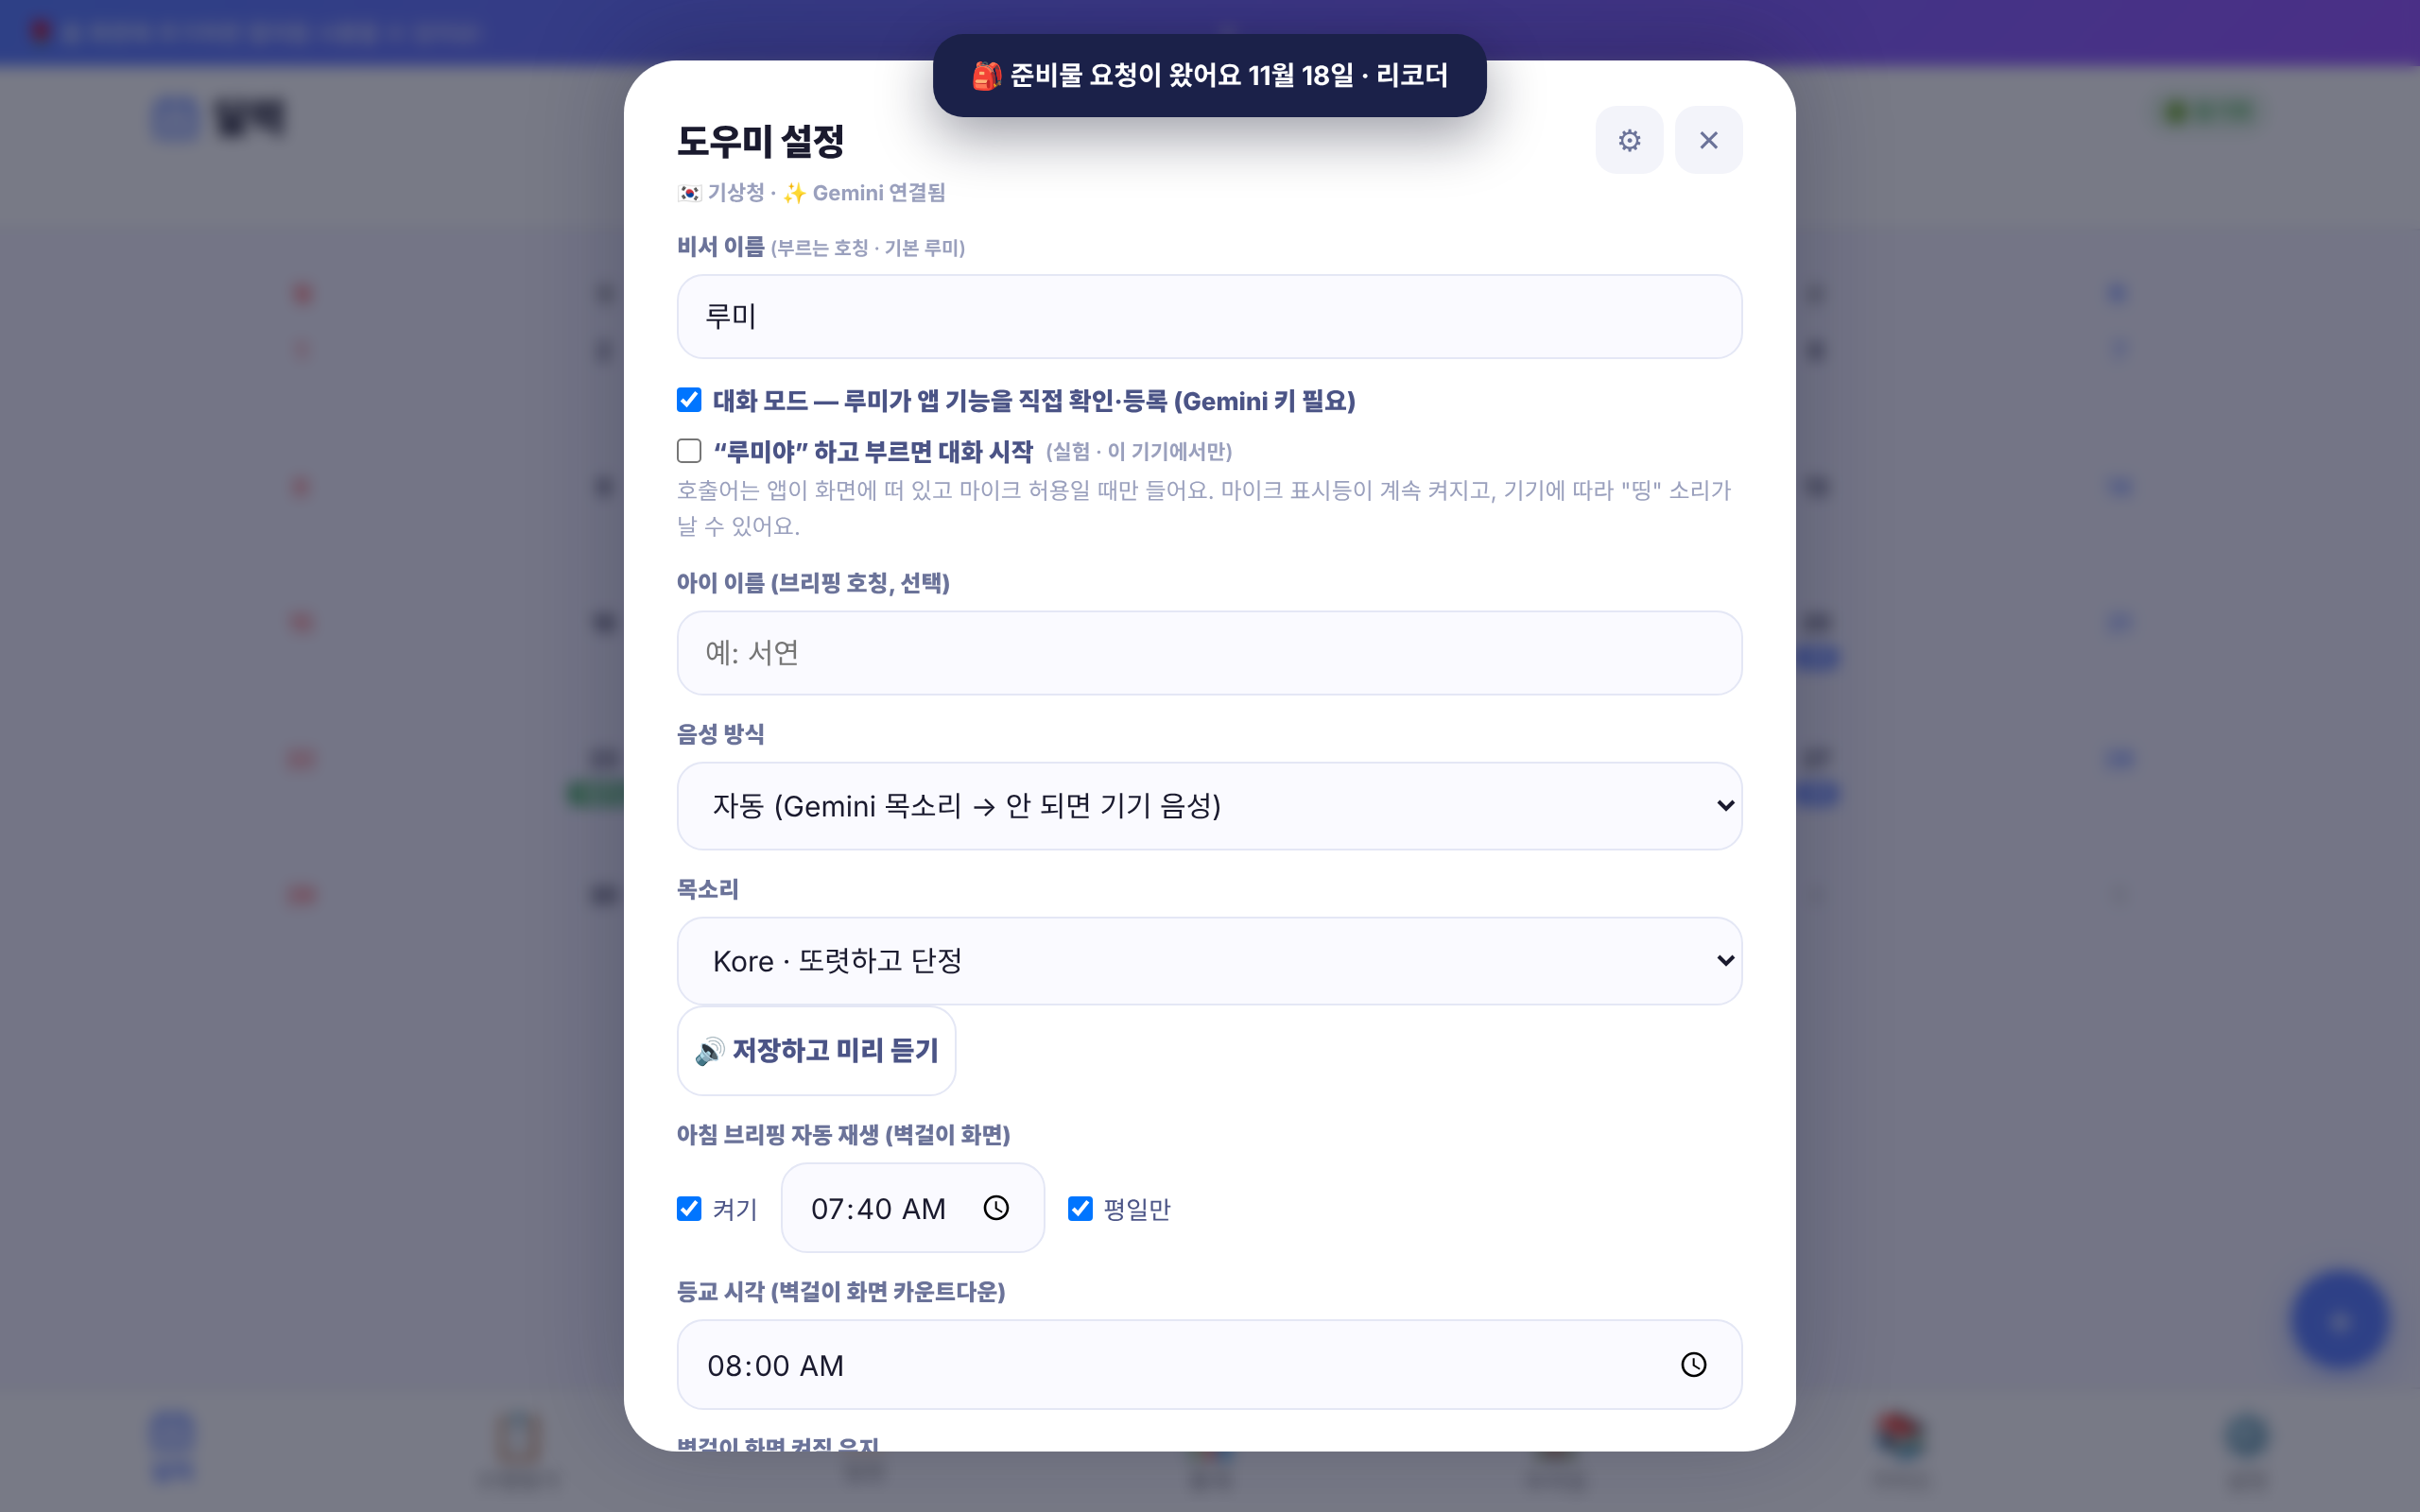 🎒 준비물 요청이 왔어요 11월 18일 · 리코더
도우미 설정
🇰🇷 기상청 · ✨ Gemini 연결됨
비서 이름 (부르는 호칭 · 기본 루미)
루미
대화 모드 — 루미가 앱 기능을 직접 확인·등록 (Gemini 키 필요)
“루미야” 하고 부르면 대화 시작 (실험 · 이 기기에서만)
호출어는 앱이 화면에 떠 있고 마이크 허용일 때만 들어요. 마이크 표시등이 계속 켜지고, 기기에 따라 "띵" 소리가
날 수 있어요.
아이 이름 (브리핑 호칭, 선택)
예: 서연
음성 방식
자동 (Gemini 목소리 → 안 되면 기기 음성)
목소리
Kore · 또렷하고 단정
🔊 저장하고 미리 듣기
아침 브리핑 자동 재생 (벽걸이 화면)
켜기 07:40 AM 평일만
등교 시각 (벽걸이 화면 카운트다운)
08:00 AM
벽걸이 화면 켜짐 유지